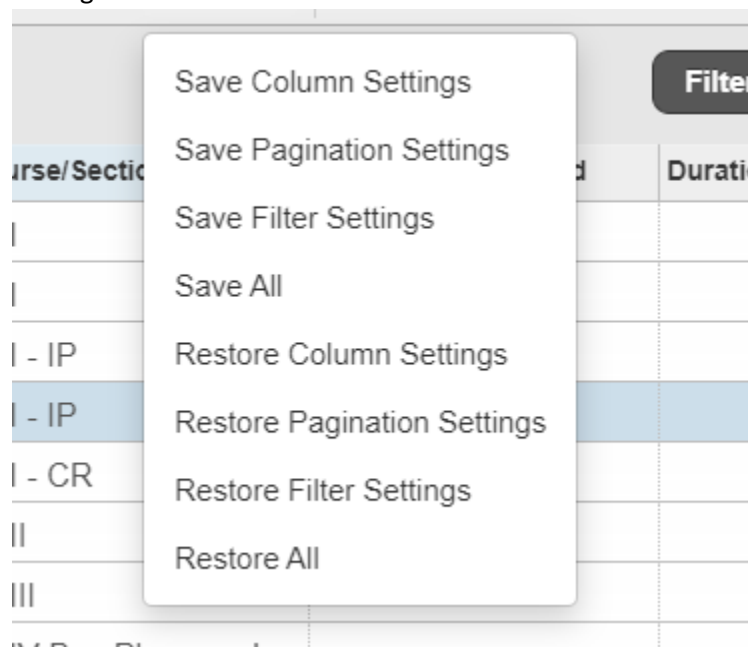 Save Column Settings
Filter
Save Pagination Settings
urse/Sectio
d
Durati
Save Filter Settings
Save All
Restore Column Settings
I - IP
Restore Pagination Settings
I - IP
Restore Filter Settings
I - CR
II
Restore All
III